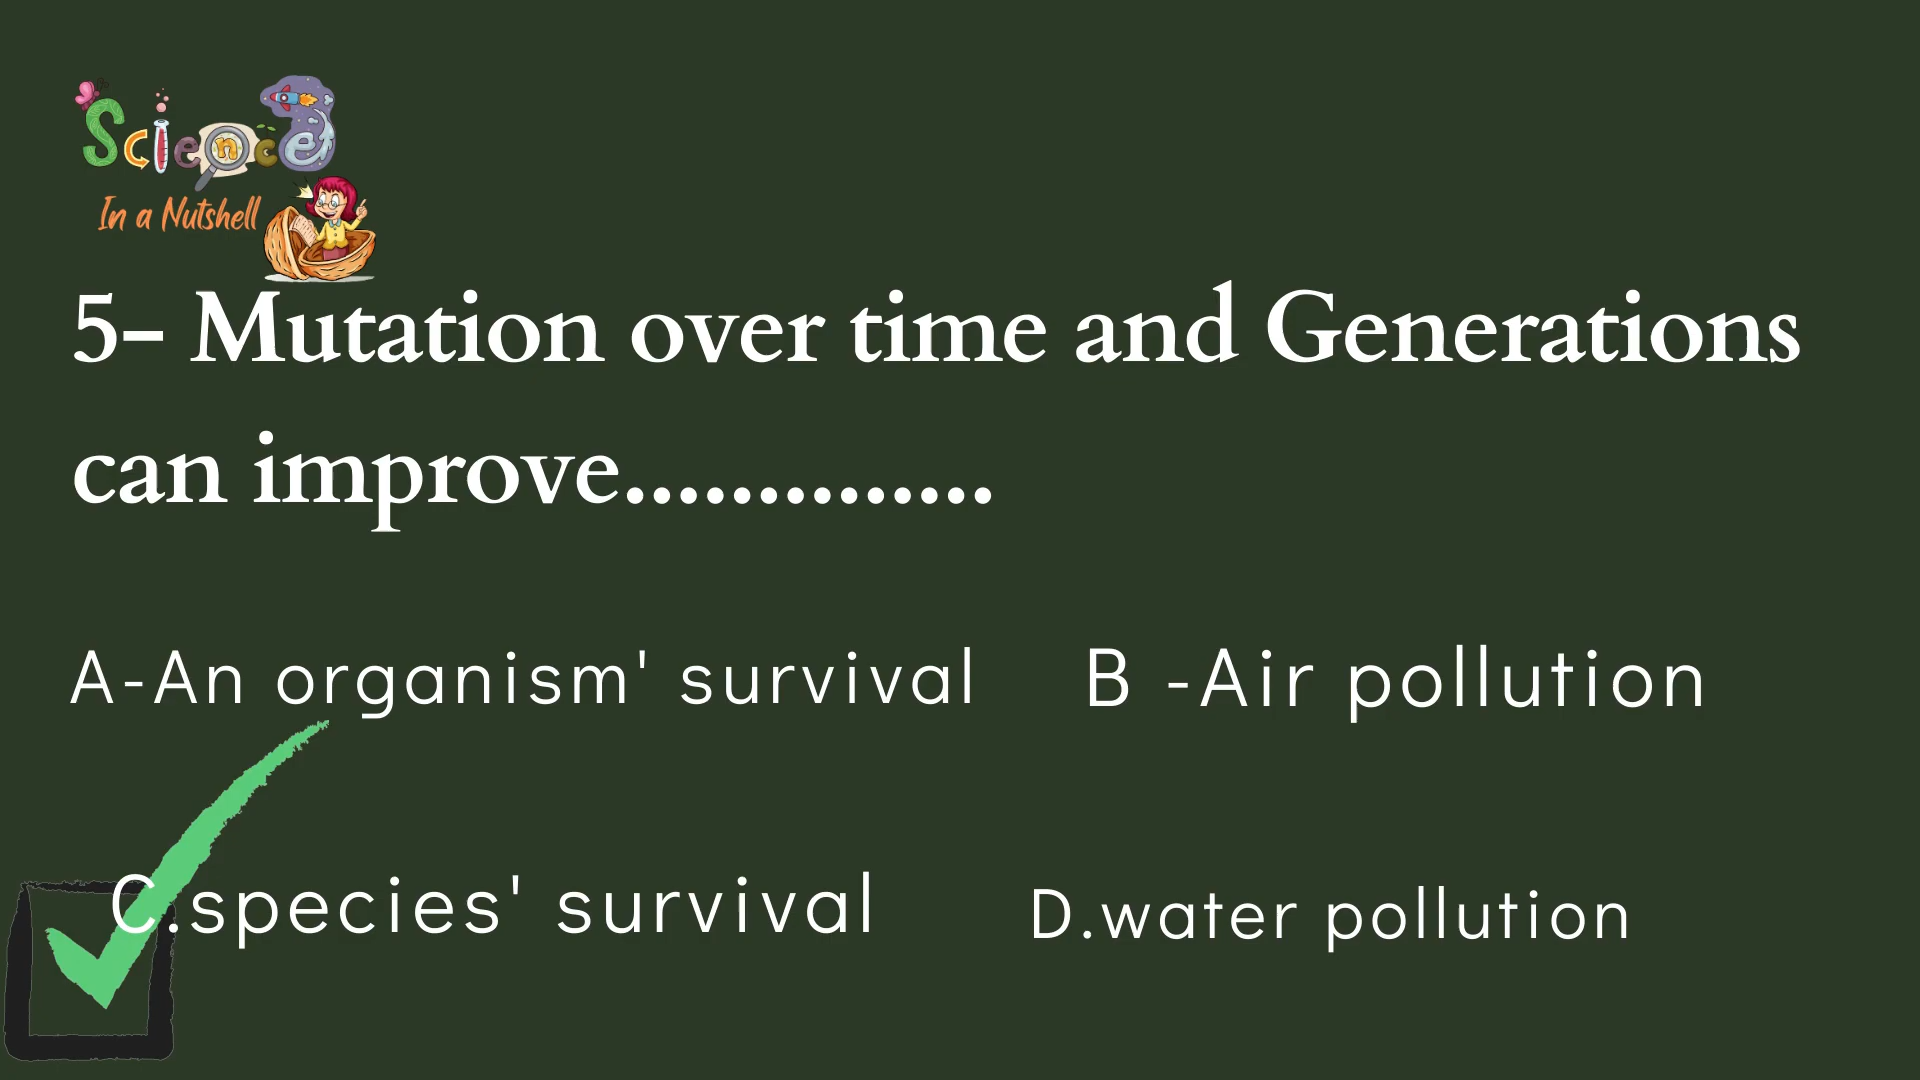 Science
In a Nutshell
5- Mutation over time and Generations
can improve..............
A-An organism' survival
B -Air pollution
C.species' survival
D.water pollution